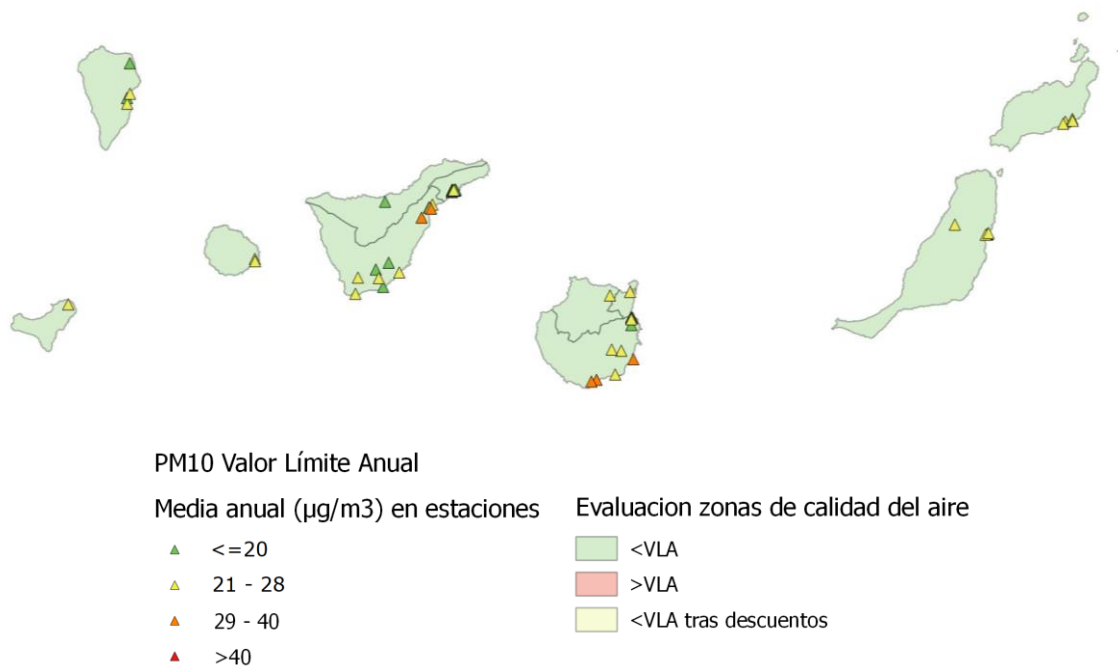 PM10 Valor Límite Anual
Media anual (µg/m3) en estaciones
<=20
21 - 28
29 - 40
>40
Evaluacion zonas de calidad del aire
<VLA
>VLA
<VLA tras descuentos